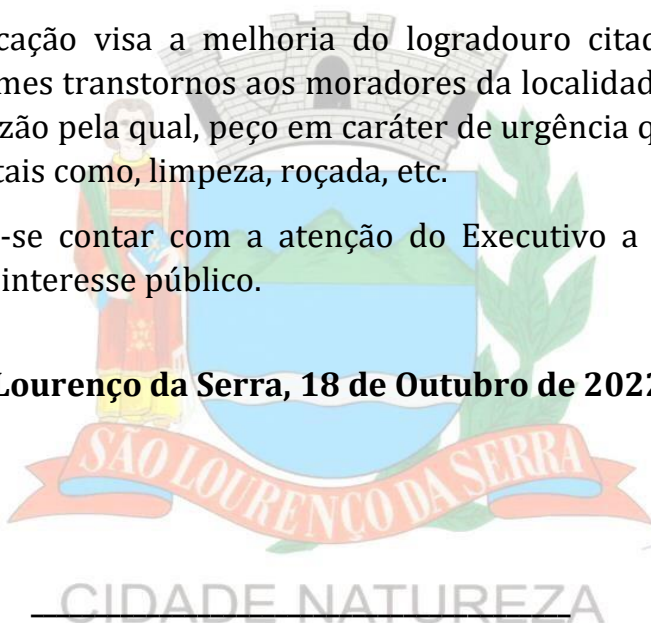 cação visa a melhoria do logradouro citad
mes transtornos aos moradores da localidad
zão pela qual, peço em caráter de urgência q
tais como, limpeza, roçada, etc.
-se contar com a atenção do Executivo a
interesse público.
Lourenço da Serra, 18 de Outubro de 2022
SÃO LOURENÇO DA SERRA
CIDADE NATUREZA